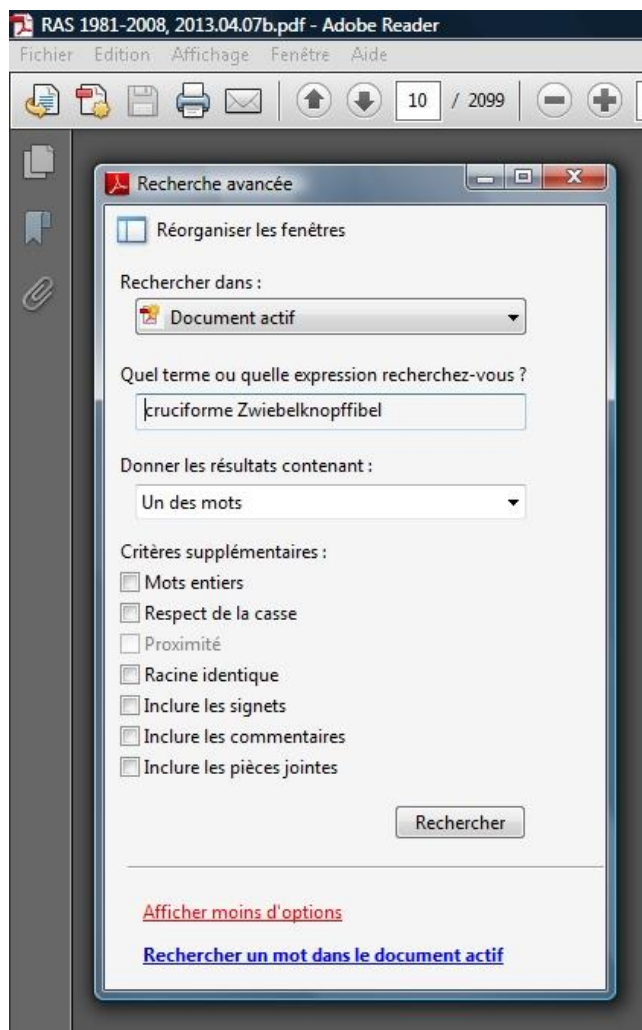 RAS 1981-2008, 2013.04.07b.pdf - Adobe Reader
Fichier Edition Affichage Fenêtre Aide
10 / 2099
Recherche avancée
Réorganiser les fenêtres
Rechercher dans :
Document actif
Quel terme ou quelle expression recherchez-vous ?
cruciforme Zwiebelknopffibel
Donner les résultats contenant :
Un des mots
Critères supplémentaires :
Mots entiers
Respect de la casse
Proximité
Racine identique
Inclure les signets
Inclure les commentaires
Inclure les pièces jointes
Rechercher
Afficher moins d'options
Rechercher un mot dans le document actif